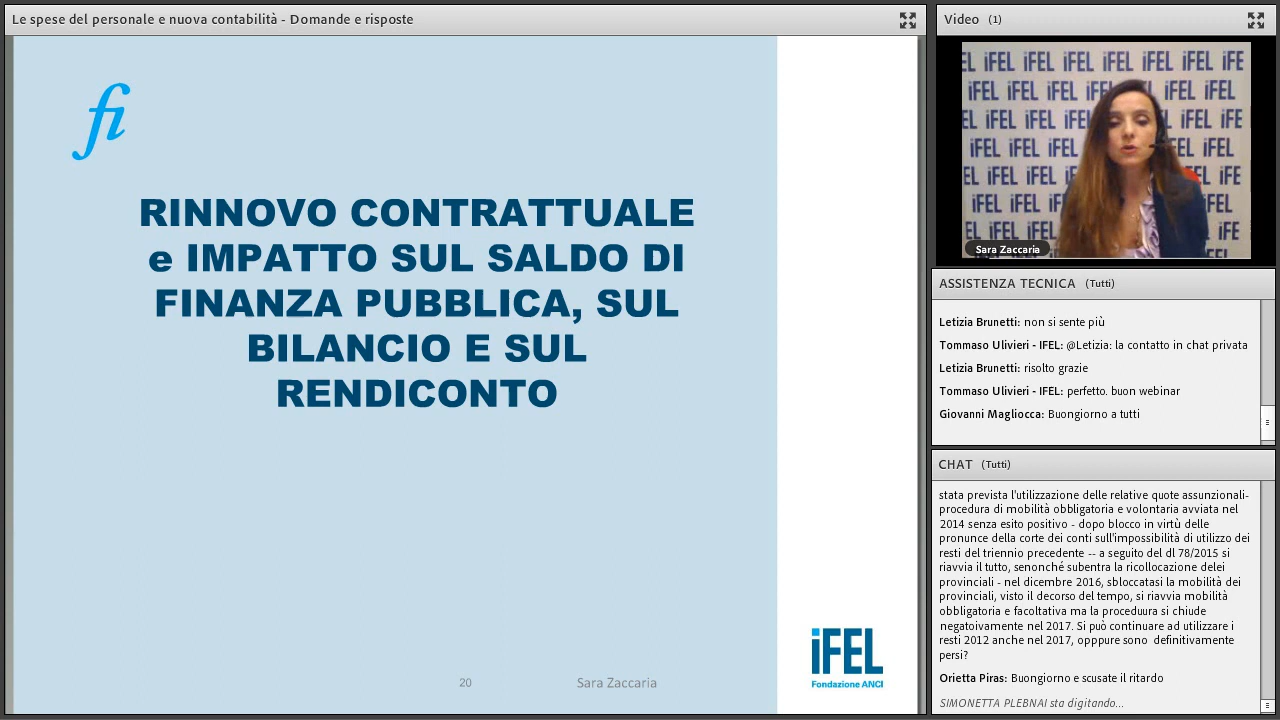 Le spese del personale e nuova contabilità - Domande e risposte
fi
RINNOVO CONTRATTUALE
e IMPATTO SUL SALDO DI
FINANZA PUBBLICA, SUL
BILANCIO E SUL
RENDICONTO
iFEL
Fondazione ANCI
20
Sara Zaccaria
Video (1)
Sara Zaccaria
ASSISTENZA TECNICA (Tutti)
Letizia Brunetti: non si sente più
Tommaso Ulivieri - IFEL: @Letizia: la contatto in chat privata
Letizia Brunetti: risolto grazie
Tommaso Ulivieri - IFEL: perfetto. buon webinar
Giovanni Magliocca: Buongiorno a tutti
CHAT (Tutti)
stata prevista l'utilizzazione delle relative quote assunzionali-
procedura di mobilità obbligatoria e volontaria avviata nel
2014 senza esito positivo - dopo blocco in virtù delle
pronunce della corte dei conti sull'impossibilità di utilizzo dei
resti del triennio precedente -- a seguito del dl 78/2015 si
riavvia il tutto, senonché subentra la ricollocazione delei
provinciali - nel dicembre 2016, sbloccatasi la mobilità dei
provinciali, visto il decorso del tempo, si riavvia mobilità
obbligatoria e facoltativa ma la proceduura si chiude
negatoivamente nel 2017. Si può continuare ad utilizzare i
resti 2012 anche nel 2017, opppure sono definitivamente
persi?
Orietta Piras: Buongiorno e scusate il ritardo
SIMONETTA PLEBNAI sta digitando...